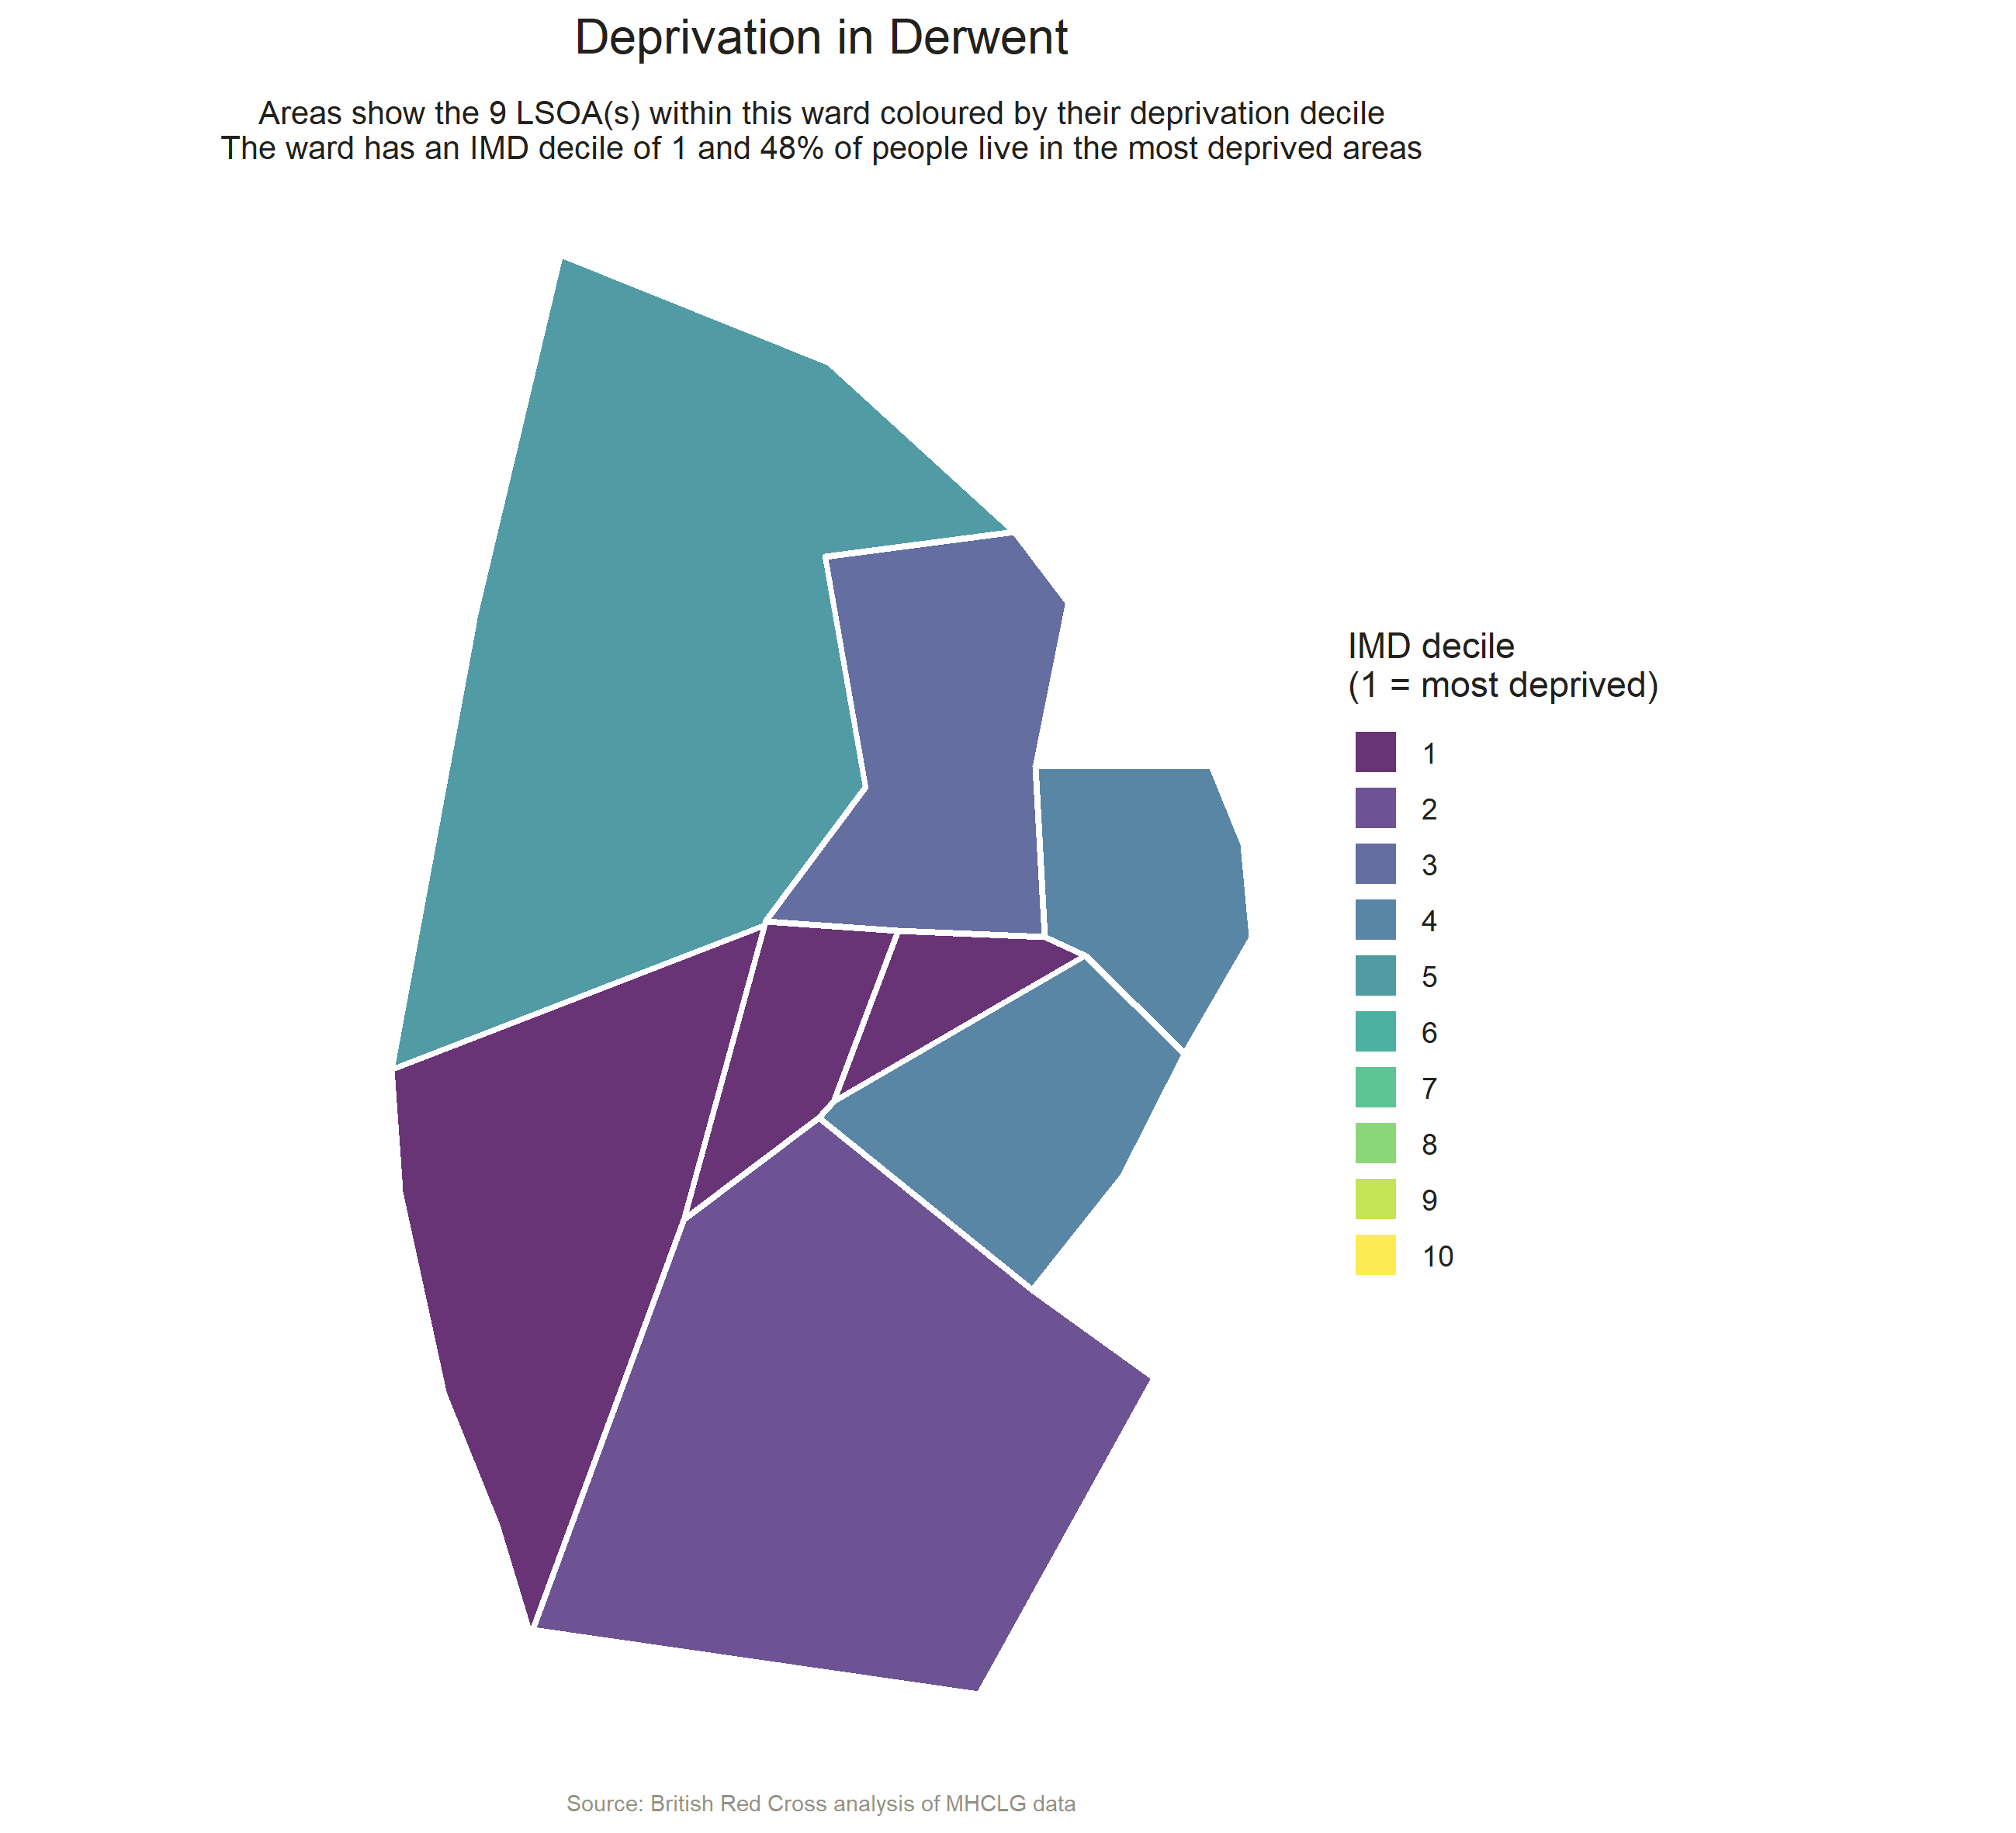 Deprivation in Derwent
Areas show the 9 LSOA(s) within this ward coloured by their deprivation decile
The ward has an IMD decile of 1 and 48% of people live in the most deprived areas
IMD decile
(1 = most deprived)
1
2
3
4
5
6
7
8
9
10
Source: British Red Cross analysis of MHCLG data